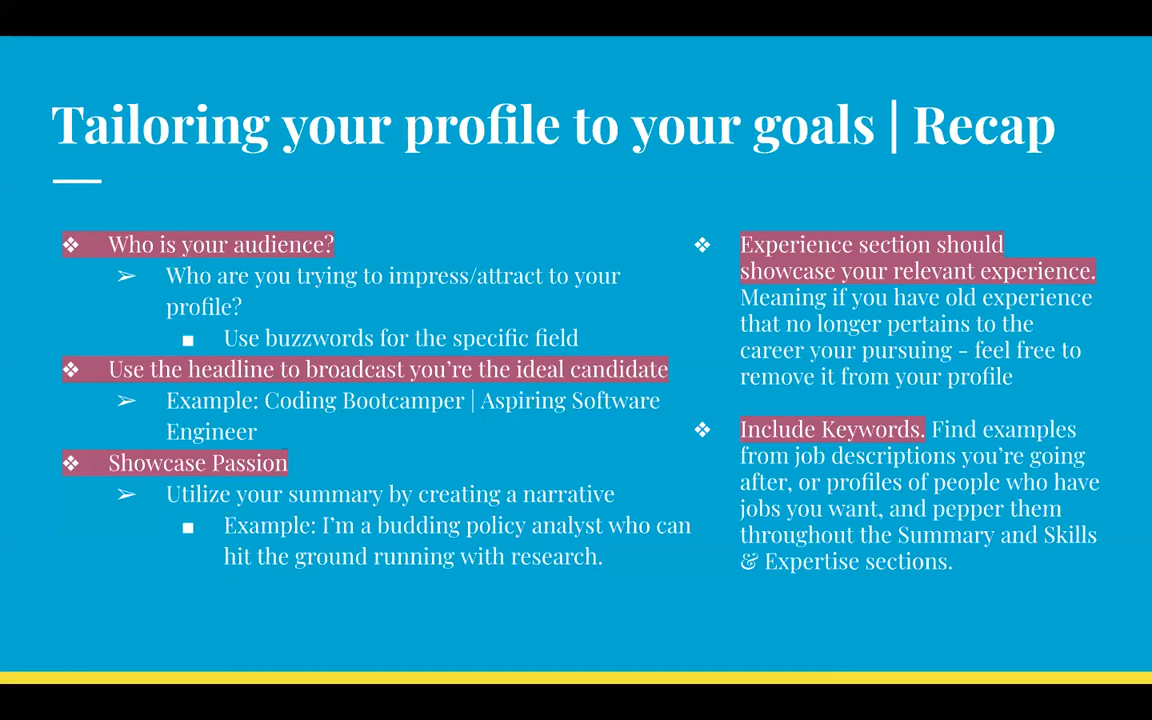 Tailoring your profile to your goals | Recap
❖ Who is your audience?
➢ Who are you trying to impress/attract to your
profile?
■ Use buzzwords for the specific field
❖ Use the headline to broadcast you’re the ideal candidate
➢ Example: Coding Bootcamper | Aspiring Software
Engineer
❖ Showcase Passion
➢ Utilize your summary by creating a narrative
■ Example: I’m a budding policy analyst who can
hit the ground running with research.
❖ Experience section should
showcase your relevant experience.
Meaning if you have old experience
that no longer pertains to the
career your pursuing - feel free to
remove it from your profile
❖ Include Keywords. Find examples
from job descriptions you’re going
after, or profiles of people who have
jobs you want, and pepper them
throughout the Summary and Skills
& Expertise sections.